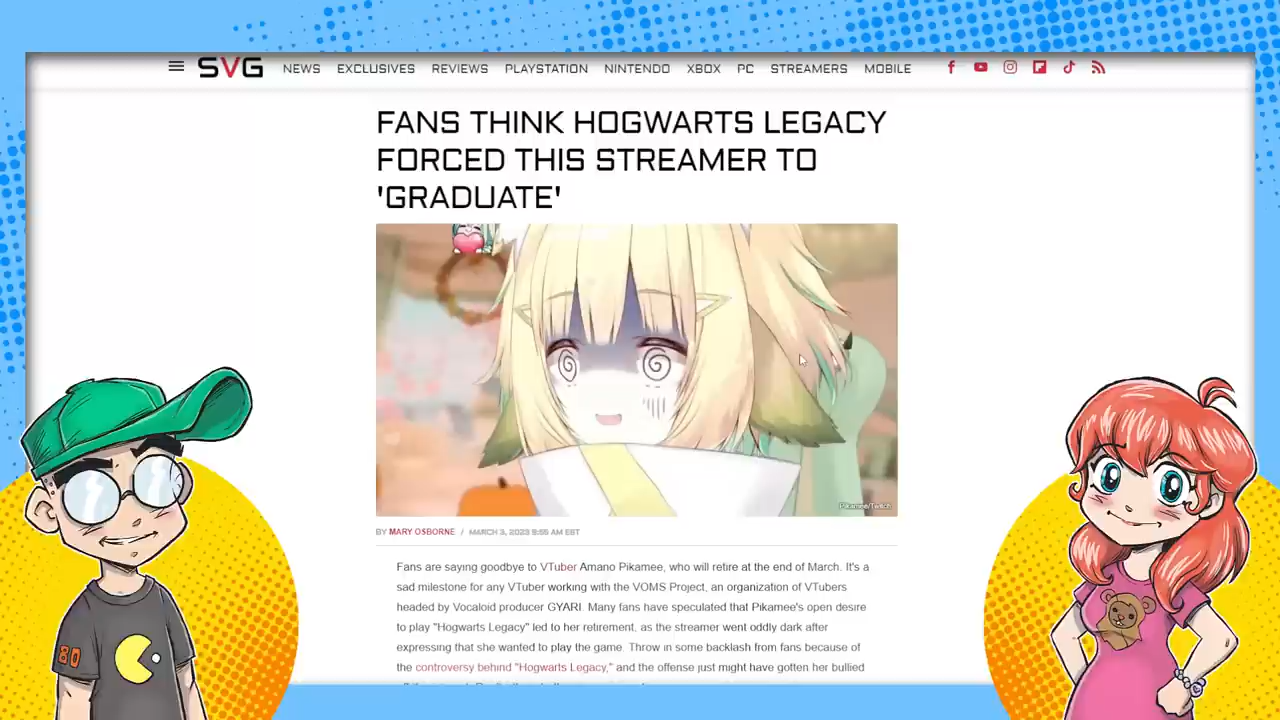 SVG NEWS EXCLUSIVES REVIEWS PLAYSTATION NINTENDO XBOX PC STREAMERS MOBILE
FANS THINK HOGWARTS LEGACY
FORCED THIS STREAMER TO
'GRADUATE'
Pikamee/Twitch
BY MARY OSBORNE / MARCH 3, 2023 9:55 AM EST
Fans are saying goodbye to VTuber Amano Pikamee, who will retire at the end of March. It's a
sad milestone for any VTuber working with the VOMS Project, an organization of VTubers
headed by Vocaloid producer GYARI. Many fans have speculated that Pikamee's open desire
to play "Hogwarts Legacy" led to her retirement, as the streamer went oddly dark after
expressing that she wanted to play the game. Throw in some backlash from fans because of
the controversy behind "Hogwarts Legacy," and the offense just might have gotten her bullied
80